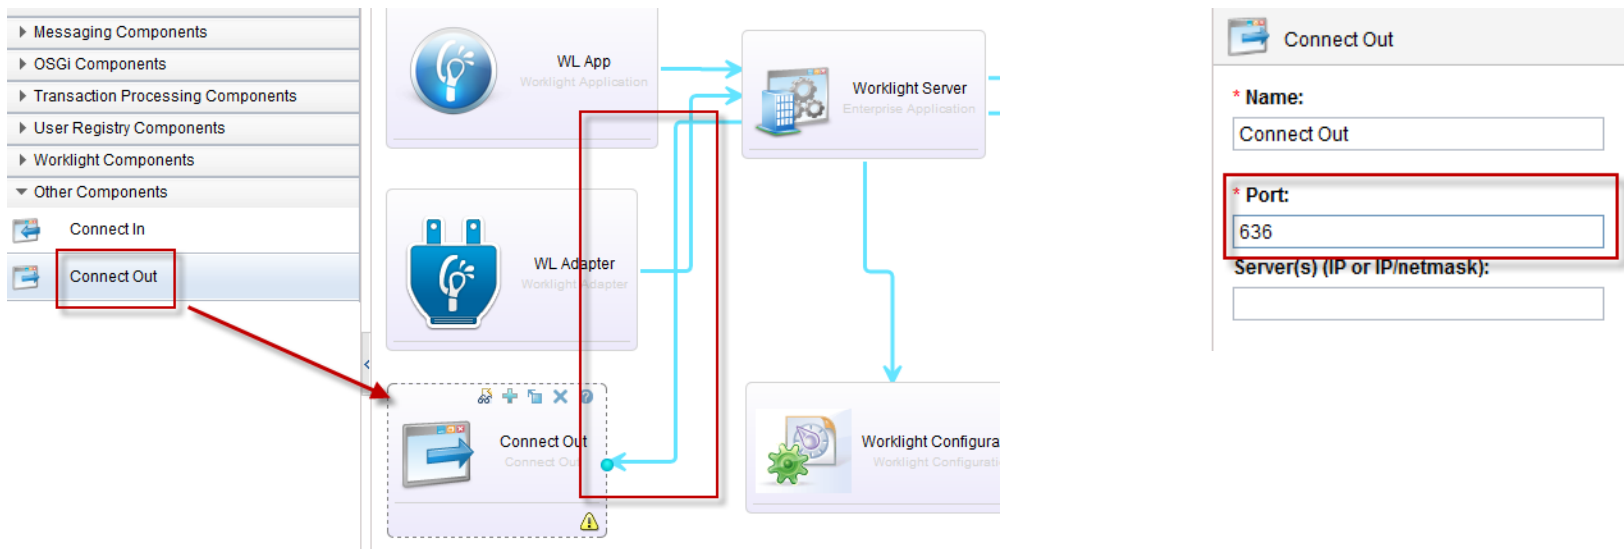 Messaging Components
OSGi Components
Transaction Processing Components
User Registry Components
Worklight Components
Other Components
Connect In
Connect Out
WL App
Worklight Application
Worklight Server
Enterprise Application
WL Adapter
Worklight Adapter
Connect Out
Connect Out
Worklight Configura
Worklight Configurati
Connect Out
* Name:
Connect Out
* Port:
636
Server(s) (IP or IP/netmask):